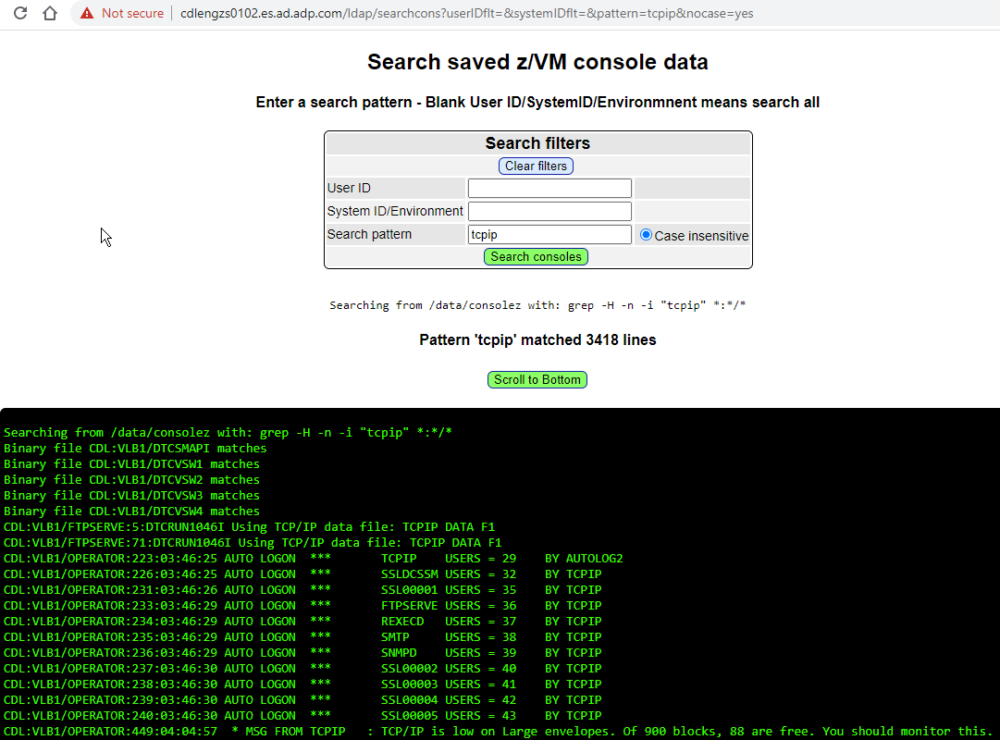 Not secure | cdlengzs0102.es.ad.adp.com/ldap/searchcons?userIDflt=&systemIDflt=&pattern=tcpip&nocase=yes
Search saved z/VM console data
Enter a search pattern - Blank User ID/SystemID/Environmnent means search all
Search filters
Clear filters
User ID
System ID/Environment
Search pattern tcpip Case insensitive
Search consoles
Searching from /data/consolez with: grep -H -n -i "tcpip" *:*/*
Pattern 'tcpip' matched 3418 lines
Scroll to Bottom
Searching from /data/consolez with: grep -H -n -i "tcpip" *:*/*
Binary file CDL:VLB1/DTCSMAPI matches
Binary file CDL:VLB1/DTCVSW1 matches
Binary file CDL:VLB1/DTCVSW2 matches
Binary file CDL:VLB1/DTCVSW3 matches
Binary file CDL:VLB1/DTCVSW4 matches
CDL:VLB1/FTPSERVE:5:DTCRUN1046I Using TCP/IP data file: TCPIP DATA F1
CDL:VLB1/FTPSERVE:71:DTCRUN1046I Using TCP/IP data file: TCPIP DATA F1
CDL:VLB1/OPERATOR:223:03:46:25 AUTO LOGON  ***       TCPIP    USERS = 29    BY AUTOLOG2
CDL:VLB1/OPERATOR:226:03:46:25 AUTO LOGON  ***       SSLDCSSM USERS = 32    BY TCPIP
CDL:VLB1/OPERATOR:231:03:46:26 AUTO LOGON  ***       SSL00001 USERS = 35    BY TCPIP
CDL:VLB1/OPERATOR:233:03:46:29 AUTO LOGON  ***       FTPSERVE USERS = 36    BY TCPIP
CDL:VLB1/OPERATOR:234:03:46:29 AUTO LOGON  ***       REXECD   USERS = 37    BY TCPIP
CDL:VLB1/OPERATOR:235:03:46:29 AUTO LOGON  ***       SMTP     USERS = 38    BY TCPIP
CDL:VLB1/OPERATOR:236:03:46:29 AUTO LOGON  ***       SNMPD    USERS = 39    BY TCPIP
CDL:VLB1/OPERATOR:237:03:46:30 AUTO LOGON  ***       SSL00002 USERS = 40    BY TCPIP
CDL:VLB1/OPERATOR:238:03:46:30 AUTO LOGON  ***       SSL00003 USERS = 41    BY TCPIP
CDL:VLB1/OPERATOR:239:03:46:30 AUTO LOGON  ***       SSL00004 USERS = 42    BY TCPIP
CDL:VLB1/OPERATOR:240:03:46:30 AUTO LOGON  ***       SSL00005 USERS = 43    BY TCPIP
CDL:VLB1/OPERATOR:449:04:04:57  * MSG FROM TCPIP   : TCP/IP is low on Large envelopes. Of 900 blocks, 88 are free. You should monitor this.